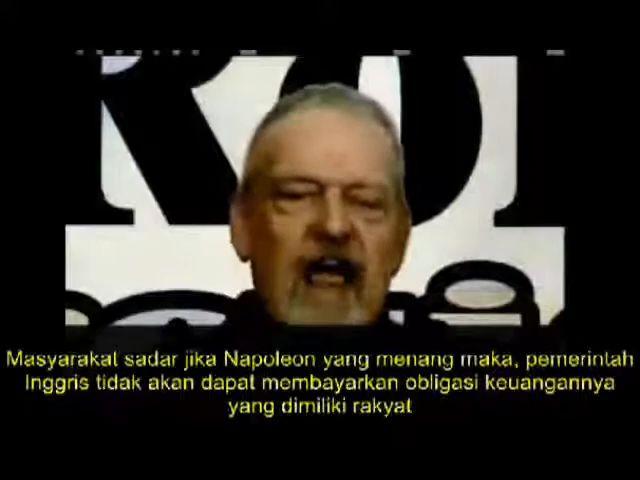 Masyarakat sadar jika Napoleon yang menang maka, pemerintah
Inggris tidak akan dapat membayarkan obligasi keuangannya
yang dimiliki rakyat